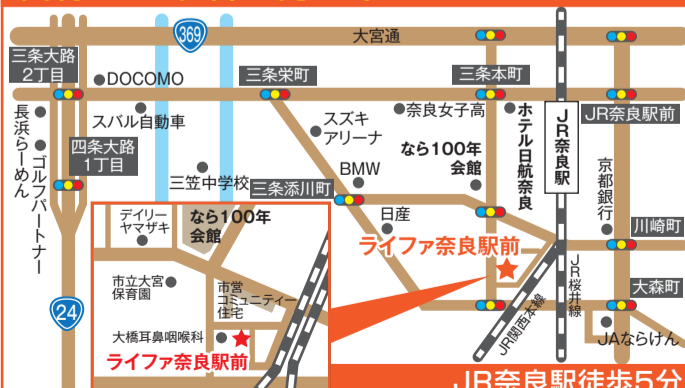 369
大宮通
三条大路
2丁目
DOCOMO
三条栄町
三条本町
スバル自動車
スズキ
アリーナ
奈良女子高
ホテル日航奈良
JR奈良駅
JR奈良駅前
長浜らーめん
ゴルフパートナー
四条大路
1丁目
なら100年
会館
三笠中学校
三条添川町
BMW
京都銀行
日産
川崎町
ライファ奈良駅前
デイリー
ヤマザキ
なら100年
会館
市立大宮
保育園
市営
コミュニティー
住宅
大橋耳鼻咽喉科
ライファ奈良駅前
24
JR関西本線
JR桜井線
大森町
JAならけん
JR奈良駅徒歩5分